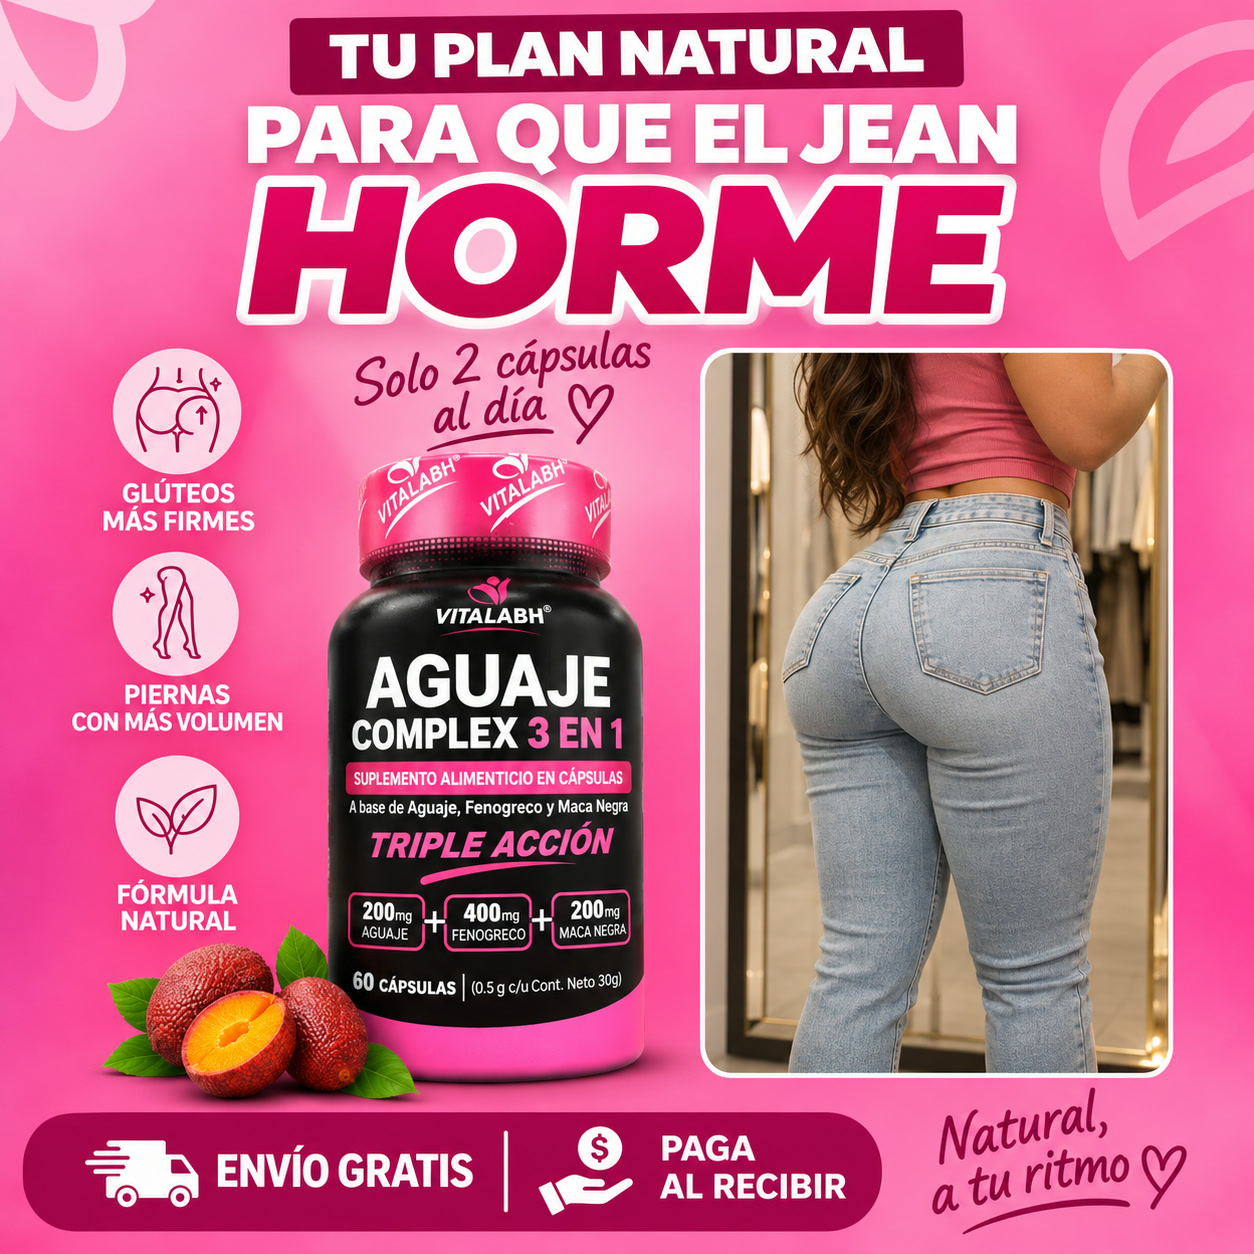 TU PLAN NATURAL
PARA QUE EL JEAN
HORME
Solo 2 cápsulas
al día
GLÚTEOS
MÁS FIRMES
PIERNAS
CON MÁS VOLUMEN
FÓRMULA
NATURAL
VITALABH
VITALABH
VITALABH®
AGUAJE
COMPLEX 3 EN 1
SUPLEMENTO ALIMENTICIO EN CÁPSULAS
A base de Aguaje, Fenogreco y Maca Negra
TRIPLE ACCIÓN
200mg + 400mg + 200mg
AGUAJE FENOGRECO MACA NEGRA
60 CÁPSULAS | (0.5 g c/u Cont. Neto 30g)
ENVÍO GRATIS
$
PAGA
AL RECIBIR
Natural,
a tu ritmo